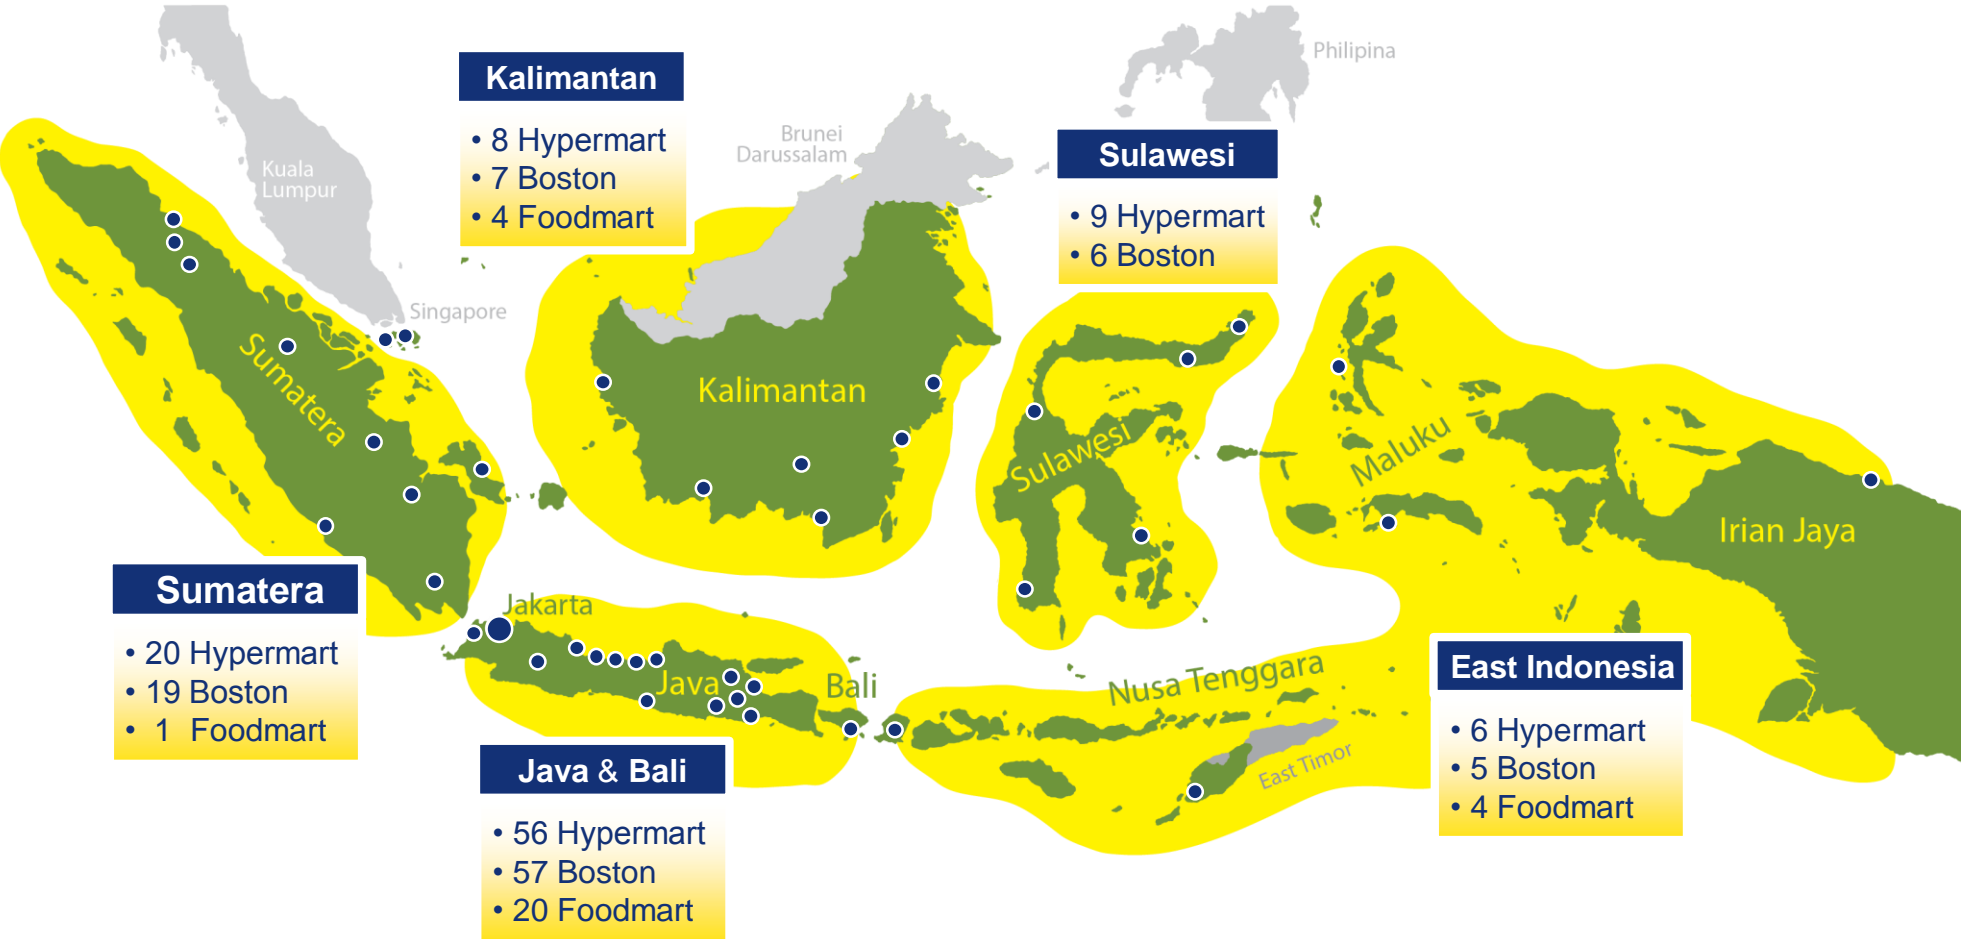 Philipina
Kalimantan
• 8 Hypermart
• 7 Boston
• 4 Foodmart
Brunei
Darussalam
Sulawesi
• 9 Hypermart
• 6 Boston
Kuala
Lumpur
Singapore
Sumatera
Kalimantan
Sulawesi
Maluku
Irian Jaya
Sumatera
• 20 Hypermart
• 19 Boston
• 1 Foodmart
Jakarta
Java
Bali
Nusa Tenggara
East Timor
East Indonesia
• 6 Hypermart
• 5 Boston
• 4 Foodmart
Java & Bali
• 56 Hypermart
• 57 Boston
• 20 Foodmart